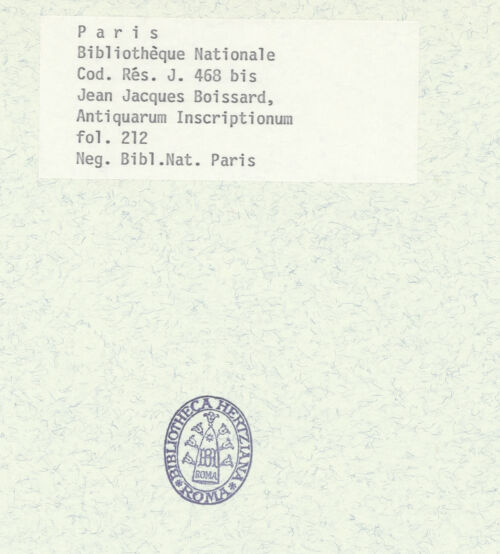 P a r i s
Bibliothèque Nationale
Cod. Rés. J. 468 bis
Jean Jacques Boissard,
Antiquarum Inscriptionum
fol. 212
Neg. Bibl.Nat. Paris
BIBLIOTHECA HERTZIANA
ROMA
ROMA